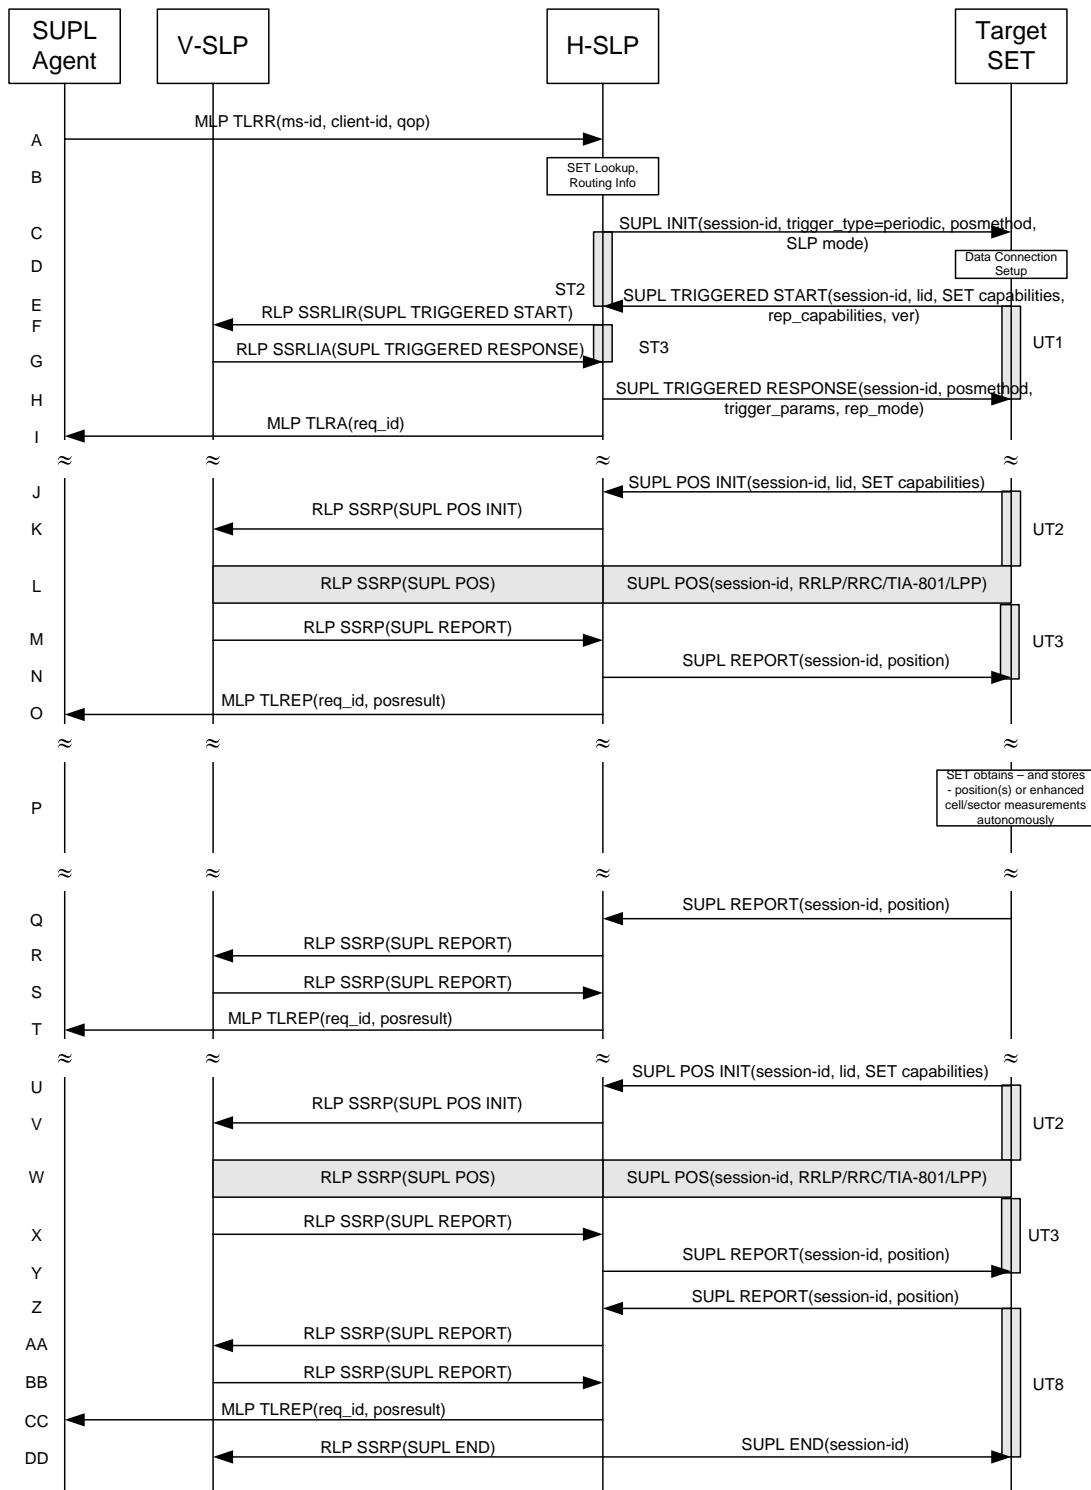 SUPL
Agent
V-SLP
H-SLP
Target
SET
A
MLP TLRR(ms-id, client-id, qop)
B
SET Lookup,
Routing Info
C
SUPL INIT(session-id, trigger_type=periodic, posmethod,
SLP mode)
D
Data Connection
Setup
ST2
E
SUPL TRIGGERED START(session-id, lid, SET capabilities,
rep_capabilities, ver)
F
RLP SSRLIR(SUPL TRIGGERED START)
UT1
ST3
G
RLP SSRLIA(SUPL TRIGGERED RESPONSE)
H
SUPL TRIGGERED RESPONSE(session-id, posmethod,
trigger_params, rep_mode)
I
MLP TLRA(req_id)
≈ ≈ ≈ ≈
J
SUPL POS INIT(session-id, lid, SET capabilities)
K
RLP SSRP(SUPL POS INIT)
UT2
L
RLP SSRP(SUPL POS)
SUPL POS(session-id, RRLP/RRC/TIA-801/LPP)
M
RLP SSRP(SUPL REPORT)
UT3
N
SUPL REPORT(session-id, position)
O
MLP TLREP(req_id, posresult)
≈ ≈ ≈ ≈
P
SET obtains – and stores
- position(s) or enhanced
cell/sector measurements
autonomously
≈ ≈ ≈ ≈
Q
SUPL REPORT(session-id, position)
R
RLP SSRP(SUPL REPORT)
S
RLP SSRP(SUPL REPORT)
T
MLP TLREP(req_id, posresult)
≈ ≈ ≈ ≈
U
SUPL POS INIT(session-id, lid, SET capabilities)
V
RLP SSRP(SUPL POS INIT)
UT2
W
RLP SSRP(SUPL POS)
SUPL POS(session-id, RRLP/RRC/TIA-801/LPP)
X
RLP SSRP(SUPL REPORT)
UT3
Y
SUPL REPORT(session-id, position)
Z
SUPL REPORT(session-id, position)
AA
RLP SSRP(SUPL REPORT)
BB
RLP SSRP(SUPL REPORT)
UT8
CC
MLP TLREP(req_id, posresult)
DD
RLP SSRP(SUPL END)
SUPL END(session-id)